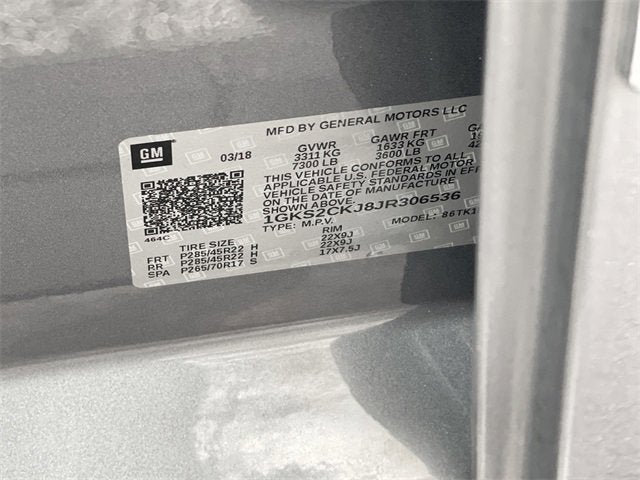 MFD BY GENERAL MOTORS LLC
GM
03/18
GVWR GAWR FRT
3311 KG 1633 KG
7300 LB 3600 LB
THIS VEHICLE CONFORMS TO ALL
APPLICABLE U.S. FEDERAL MOTOR
VEHICLE SAFETY STANDARDS IN
THE DATE OF MANUFACTURE
SHOWN ABOVE.
1GKS2CKJ8JR306536
TYPE: M.P.V. MODEL:
464C
TIRE SIZE RIM
FRT P285/45R22 H 22X9J
RR P285/45R22 H 22X9J
SPA P265/70R17 S 17X7.5J